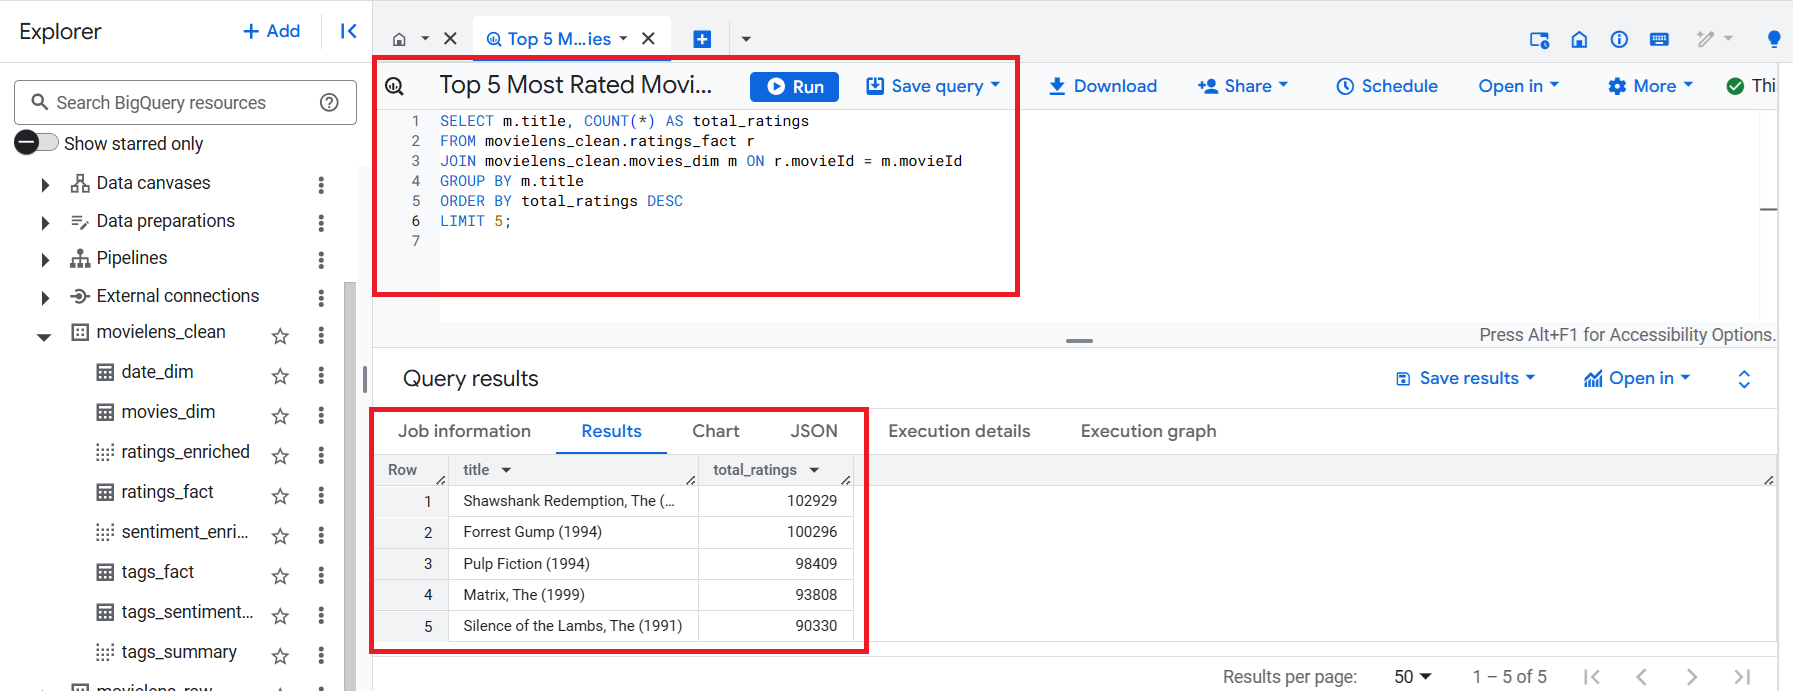 Explorer
Add
Search BigQuery resources
Show starred only
Data canvases
Data preparations
Pipelines
External connections
movielens_clean
date_dim
movies_dim
ratings_enriched
ratings_fact
sentiment_enri...
tags_fact
tags_sentiment...
tags_summary
movielens_raw
Top 5 M...ies
Top 5 Most Rated Movi...
Run
Save query
Download
Share
Schedule
Open in
More
Thi
1 SELECT m.title, COUNT(*) AS total_ratings
2 FROM movielens_clean.ratings_fact r
3 JOIN movielens_clean.movies_dim m ON r.movieId = m.movieId
4 GROUP BY m.title
5 ORDER BY total_ratings DESC
6 LIMIT 5;
7
Press Alt+F1 for Accessibility Options.
Query results
Save results
Open in
Job information Results Chart JSON Execution details Execution graph
Row title total_ratings
1 Shawshank Redemption, The (... 102929
2 Forrest Gump (1994) 100296
3 Pulp Fiction (1994) 98409
4 Matrix, The (1999) 93808
5 Silence of the Lambs, The (1991) 90330
Results per page: 50 1 – 5 of 5